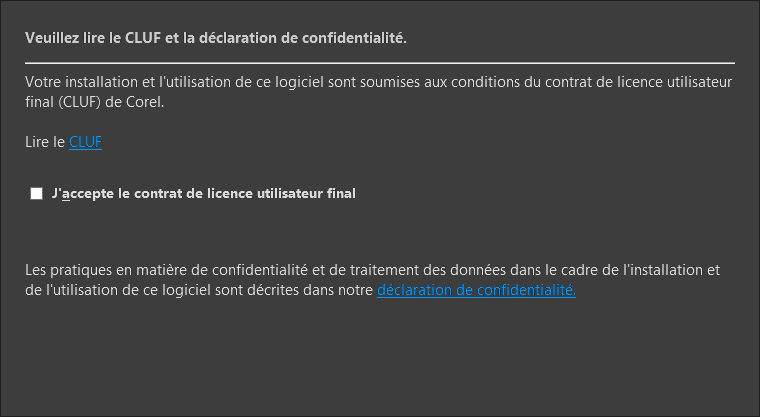 Veuillez lire le CLUF et la déclaration de confidentialité.
Votre installation et l'utilisation de ce logiciel sont soumises aux conditions du contrat de licence utilisateur
final (CLUF) de Corel.
Lire le CLUF
J'accepte le contrat de licence utilisateur final
Les pratiques en matière de confidentialité et de traitement des données dans le cadre de l'installation et
de l'utilisation de ce logiciel sont décrites dans notre déclaration de confidentialité.